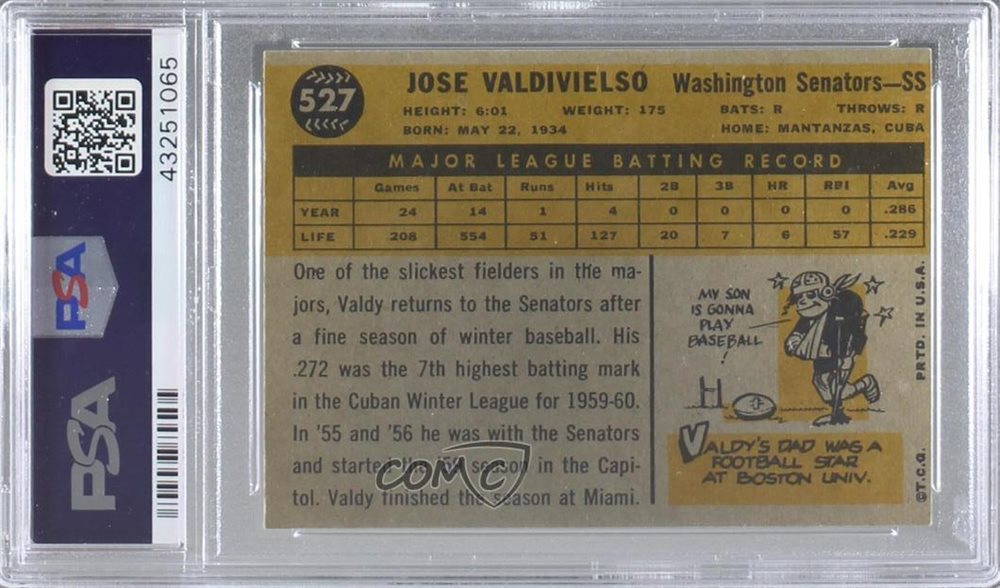 43251065
PSA
PSA
527
JOSE VALDIVIELSO Washington Senators—SS
HEIGHT: 6:01 WEIGHT: 175 BATS: R THROWS: R
BORN: MAY 22, 1934 HOME: MANTANZAS, CUBA
MAJOR LEAGUE BATTING RECORD
Games At Bat Runs Hits 2B 3B HR RBI Avg
YEAR 24 14 1 4 0 0 0 0 .286
LIFE 208 554 51 127 20 7 6 57 .229
One of the slickest fielders in the ma-
jors, Valdy returns to the Senators after
a fine season of winter baseball. His
.272 was the 7th highest batting mark
in the Cuban Winter League for 1959-60.
In '55 and '56 he was with the Senators
and started the season in the Capi-
tol. Valdy finished the season at Miami.
COMC
MY SON
IS GONNA
PLAY
BASEBALL
!
VALDY'S DAD WAS A
FOOTBALL STAR
AT BOSTON UNIV.
©T.C.G. PRTD. IN U.S.A.